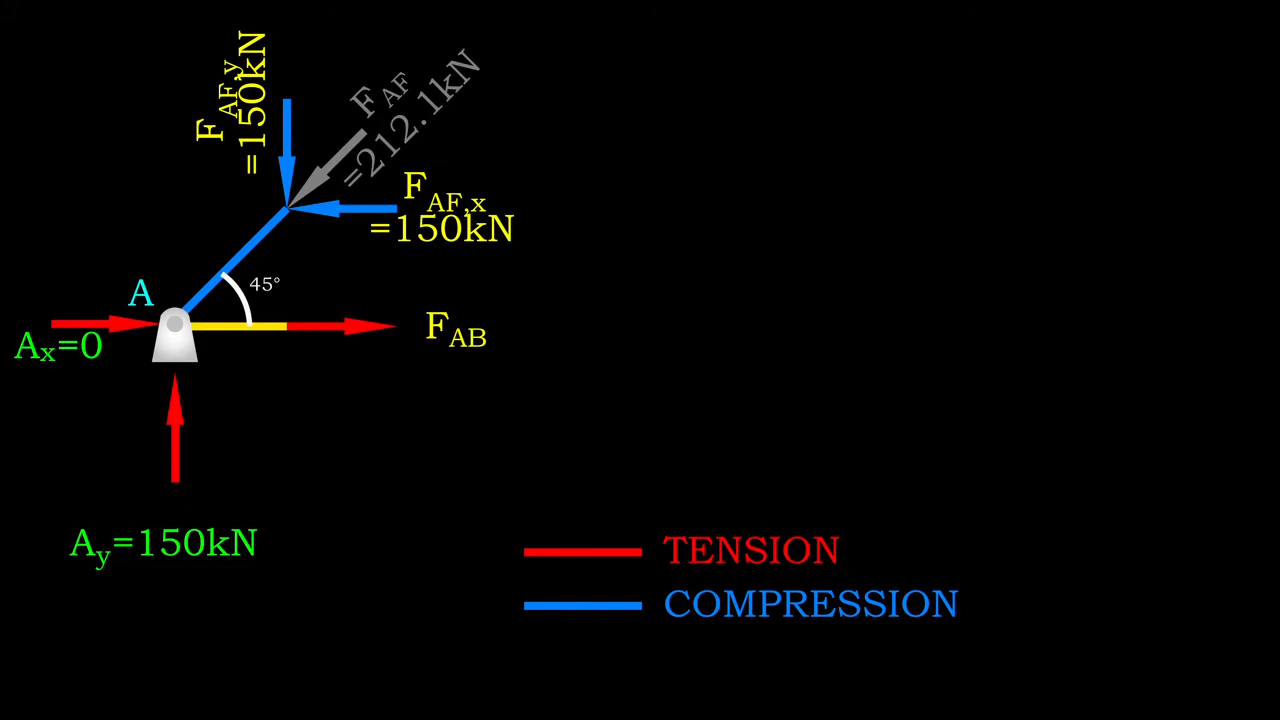 F_AF,y
=150kN
F_AF
=212.1kN
F_AF,x
=150kN
45°
A
A_x=0
F_AB
A_y=150kN
TENSION
COMPRESSION